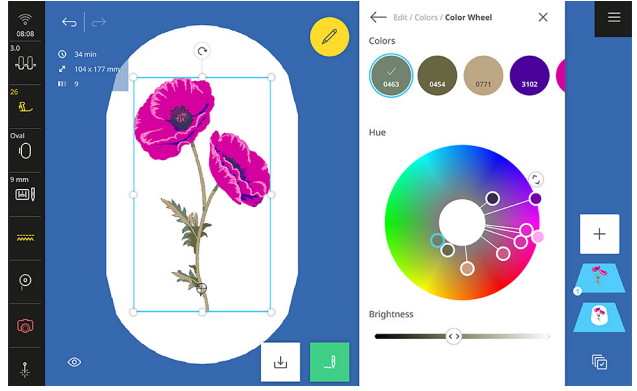 08:08
3.0
26
Oval
9 mm
34 min
104 x 177 mm
9
Edit / Colors / Color Wheel
Colors
0463
0454
0771
3102
Hue
Brightness
1